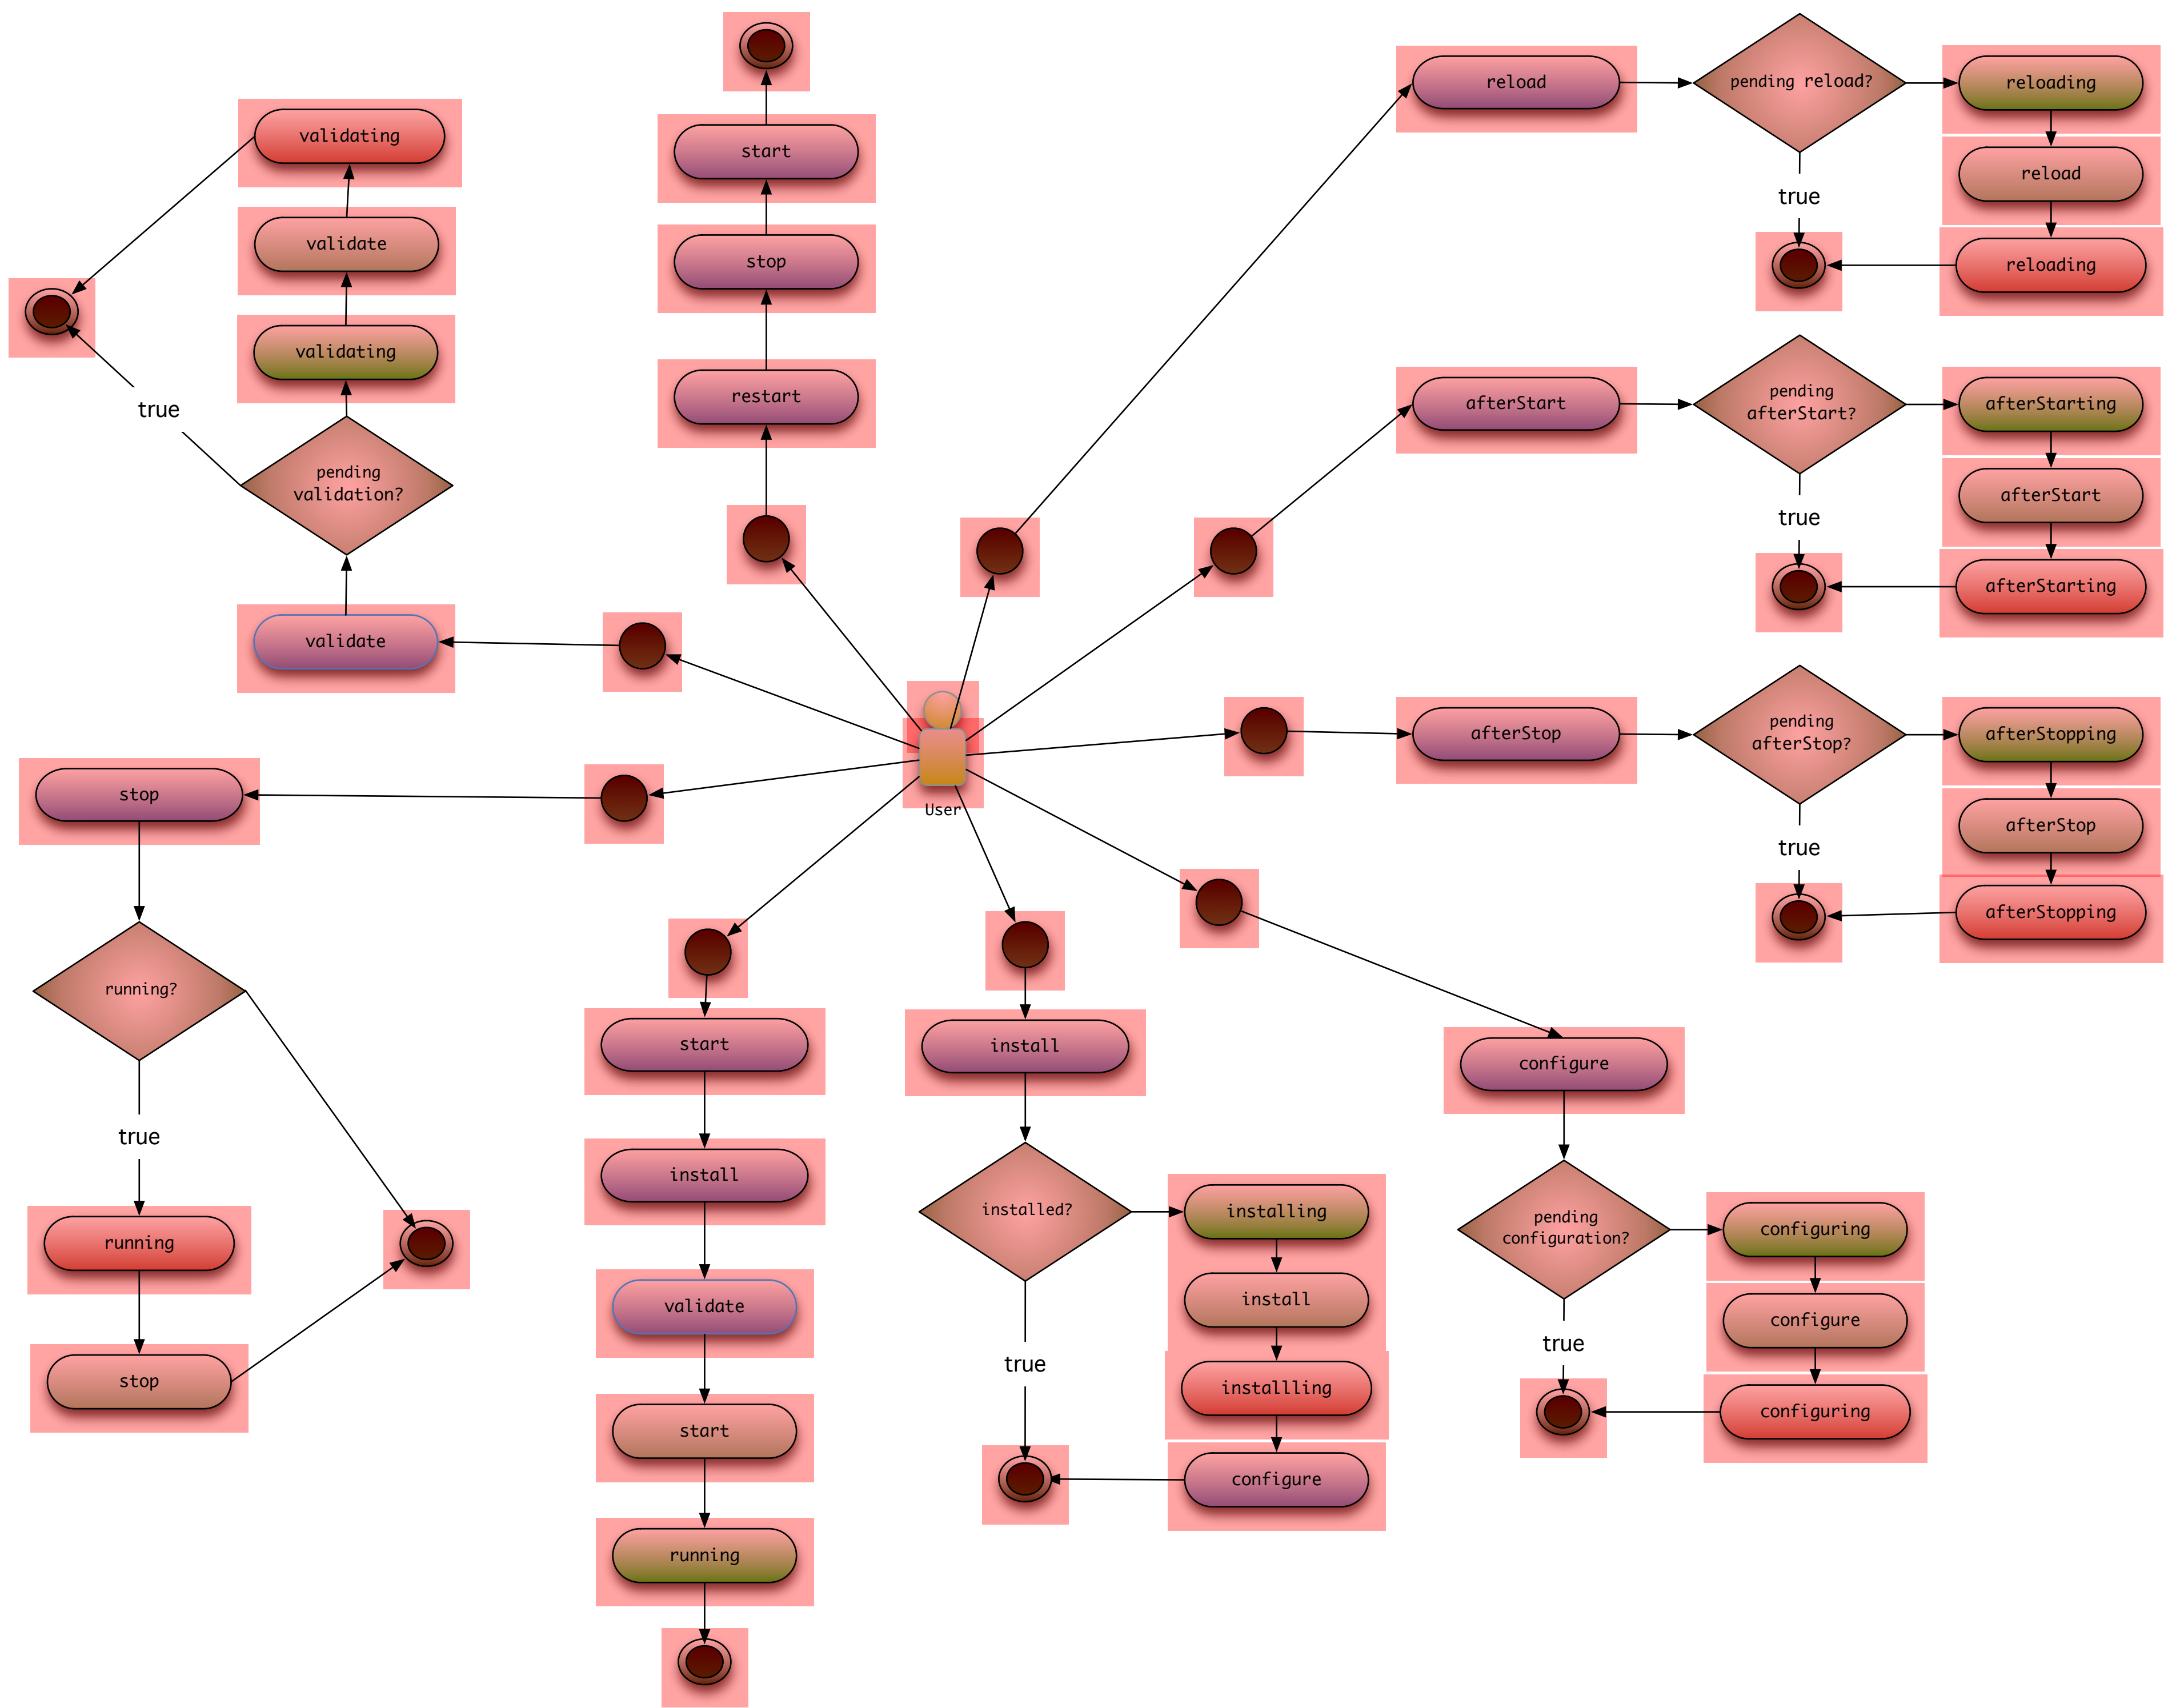 validating
validate
validating
true
pending
validation?
validate
start
stop
restart
reload
pending reload?
reloading
true
reload
reloading
afterStart
pending
afterStart?
afterStarting
true
afterStart
afterStarting
afterStop
pending
afterStop?
afterStopping
true
afterStop
afterStopping
User
stop
running?
true
running
stop
start
install
validate
start
running
install
installed?
installing
true
install
installling
configure
configure
pending
configuration?
configuring
true
configure
configuring